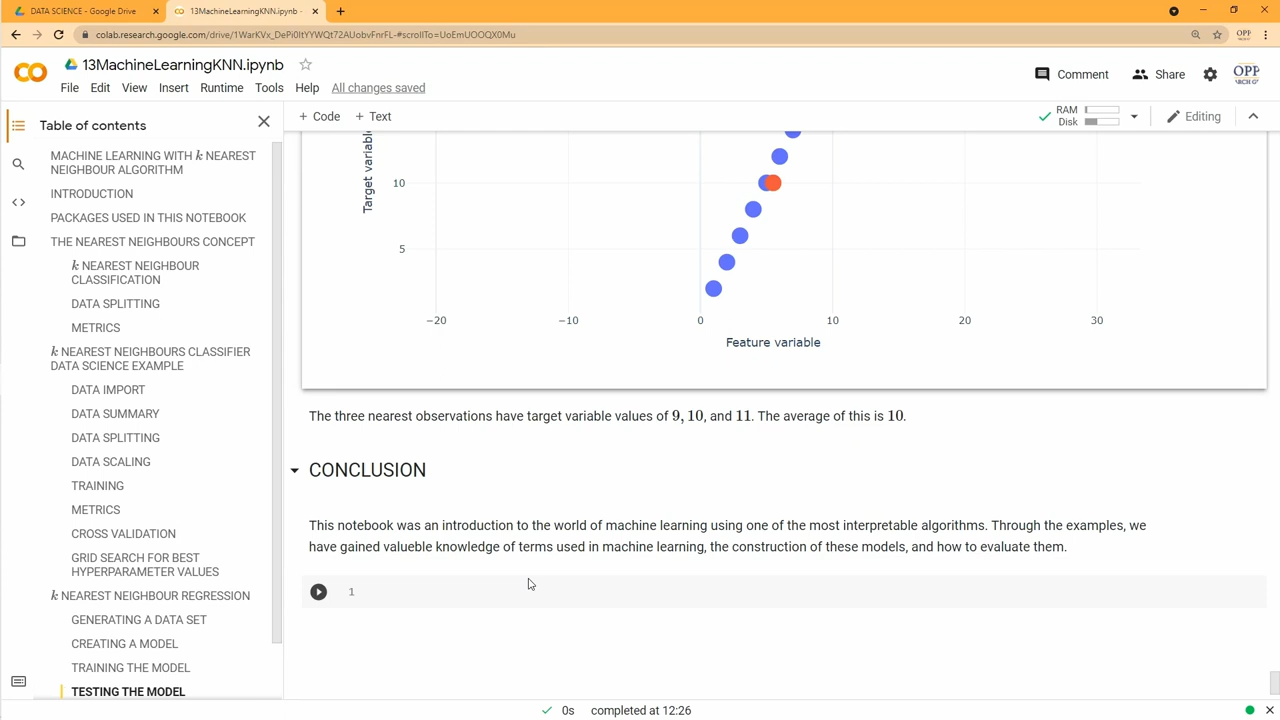 DATA SCIENCE - Google Drive
13MachineLearningKNN.ipynb -
colab.research.google.com/drive/1WarKVx_DePi0ItYYWQt72AUobvFnrFL-#scrollTo=UoEmUOOQX0Mu
13MachineLearningKNN.ipynb
File Edit View Insert Runtime Tools Help All changes saved
Comment
Share
OPP
Table of contents
MACHINE LEARNING WITH k NEAREST
NEIGHBOUR ALGORITHM
INTRODUCTION
PACKAGES USED IN THIS NOTEBOOK
THE NEAREST NEIGHBOURS CONCEPT
k NEAREST NEIGHBOUR
CLASSIFICATION
DATA SPLITTING
METRICS
k NEAREST NEIGHBOURS CLASSIFIER
DATA SCIENCE EXAMPLE
DATA IMPORT
DATA SUMMARY
DATA SPLITTING
DATA SCALING
TRAINING
METRICS
CROSS VALIDATION
GRID SEARCH FOR BEST
HYPERPARAMETER VALUES
k NEAREST NEIGHBOUR REGRESSION
GENERATING A DATA SET
CREATING A MODEL
TRAINING THE MODEL
TESTING THE MODEL
+ Code + Text
RAM
Disk
Editing
Target variabl
10
5
−20 −10 0 10 20 30
Feature variable
The three nearest observations have target variable values of 9, 10, and 11. The average of this is 10.
CONCLUSION
This notebook was an introduction to the world of machine learning using one of the most interpretable algorithms. Through the examples, we
have gained valueble knowledge of terms used in machine learning, the construction of these models, and how to evaluate them.
1
0s completed at 12:26